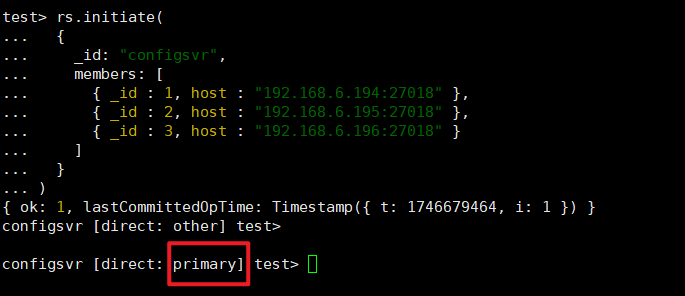 test> rs.initiate(
...   {
...     _id: "configsvr",
...     members: [
...       { _id : 1, host : "192.168.6.194:27018" },
...       { _id : 2, host : "192.168.6.195:27018" },
...       { _id : 3, host : "192.168.6.196:27018" }
...     ]
...   }
... )
{ ok: 1, lastCommittedOpTime: Timestamp({ t: 1746679464, i: 1 }) }
configsvr [direct: other] test>
configsvr [direct: primary] test>